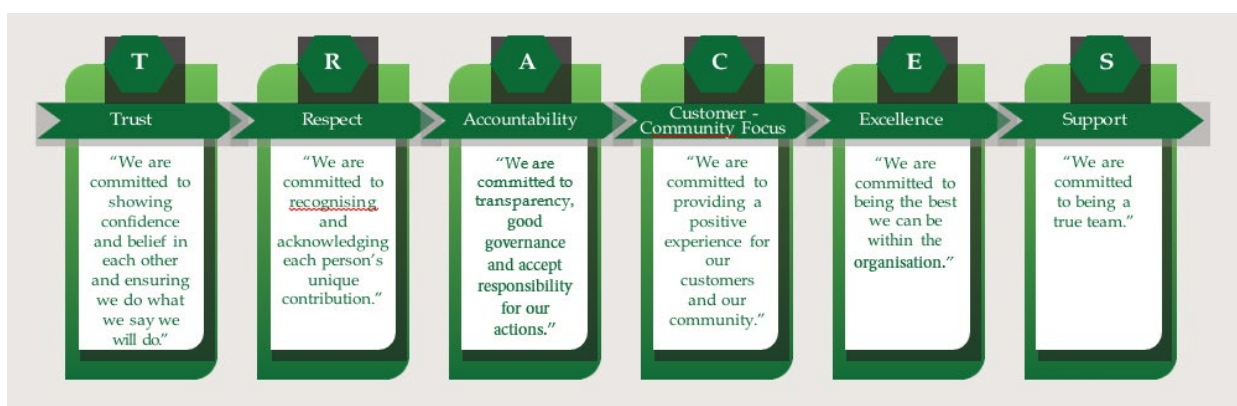 T
Trust
“We are
committed to
showing
confidence
and belief in
each other
and ensuring
we do what
we say we
will do.”
R
Respect
“We are
committed to
recognising
and
acknowledging
each person’s
unique
contribution.”
A
Accountability
“We are
committed to
transparency,
good
governance
and accept
responsibility
for our
actions.”
C
Customer -
Community Focus
“We are
committed to
providing a
positive
experience for
our
customers
and our
community.”
E
Excellence
“We are
committed to
being the best
we can be
within the
organisation.”
S
Support
“We are
committed
to being a
true team.”